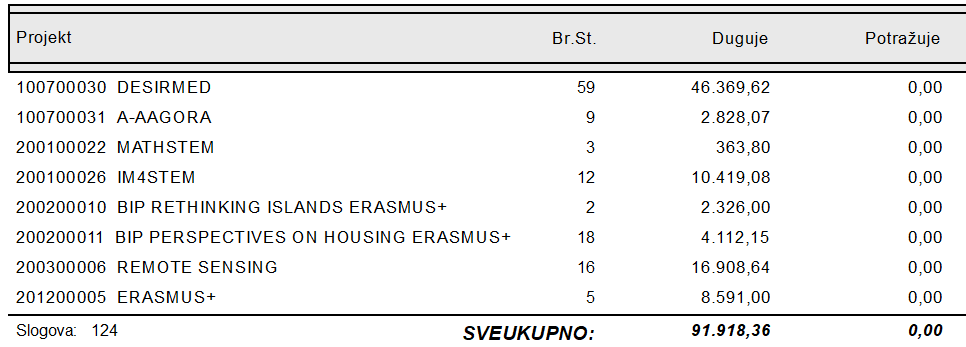 Projekt Br.St. Duguje Potražuje
100700030 DESIRMED 59 46.369,62 0,00
100700031 A-AAGORA 9 2.828,07 0,00
200100022 MATHSTEM 3 363,80 0,00
200100026 IM4STEM 12 10.419,08 0,00
200200010 BIP RETHINKING ISLANDS ERASMUS+ 2 2.326,00 0,00
200200011 BIP PERSPECTIVES ON HOUSING ERASMUS+ 18 4.112,15 0,00
200300006 REMOTE SENSING 16 16.908,64 0,00
201200005 ERASMUS+ 5 8.591,00 0,00
Slogova: 124 SVEUKUPNO: 91.918,36 0,00